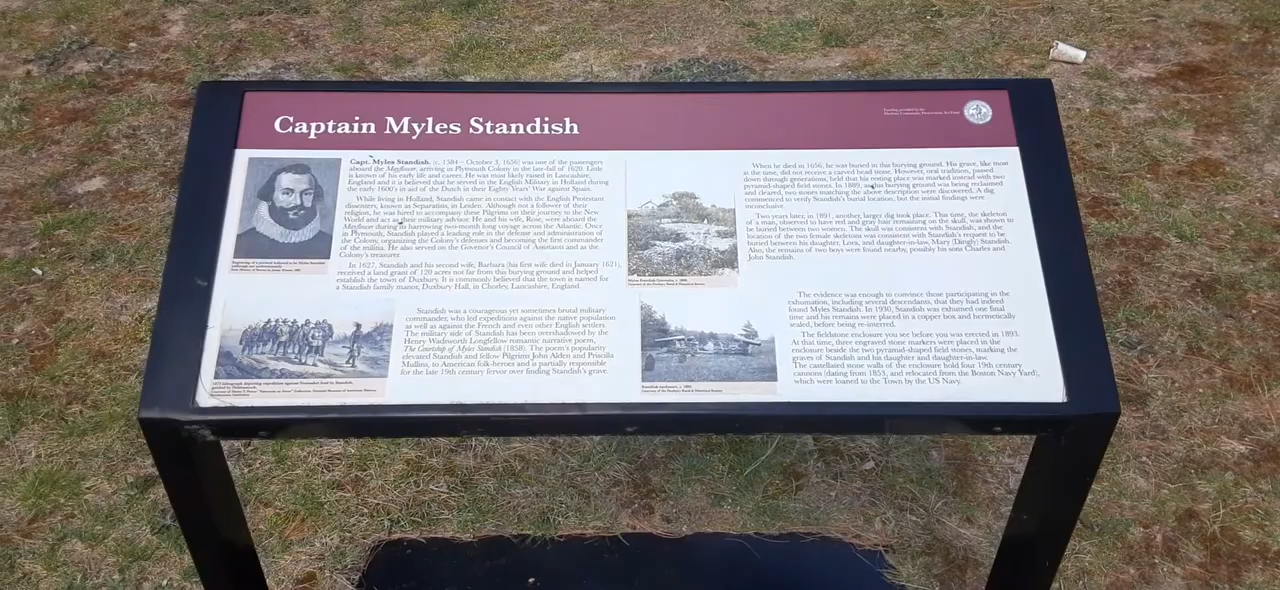 Captain Myles Standish
Funding provided by the
Duxbury Community Preservation Act Fund
Capt. Myles Standish, (c. 1584 – October 3, 1656) was one of the passengers
aboard the Mayflower, arriving in Plymouth Colony in the late-fall of 1620. Little
is known of his early life and career. He was most likely raised in Lancashire,
England and it is believed that he served in the English Military in Holland during
the early 1600's in aid of the Dutch in their Eighty Years' War against Spain.
While living in Holland, Standish came in contact with the English Protestant
dissenters, known as Separatists, in Leiden. Although not a follower of their
religion, he was hired to accompany these Pilgrims on their journey to the New
World and act as their military advisor. He and his wife, Rose, were aboard the
Mayflower during its harrowing two-month long voyage across the Atlantic. Once
in Plymouth, Standish played a leading role in the defense and administration of
the Colony, organizing the Colony's defenses and becoming the first commander
of the militia. He also served on the Governor's Council of Assistants and as the
Colony's treasurer.
In 1627, Standish and his second wife, Barbara (his first wife died in January 1621),
received a land grant of 120 acres not far from this burying ground and helped
establish the town of Duxbury. It is commonly believed that the town is named for
a Standish family manor, Duxbury Hall, in Chorley, Lancashire, England.
Standish was a courageous yet sometimes brutal military
commander, who led expeditions against the native population
as well as against the French and even other English settlers.
The military side of Standish has been overshadowed by the
Henry Wadsworth Longfellow romantic narrative poem,
The Courtship of Myles Standish (1858). The poem's popularity
elevated Standish and fellow Pilgrims John Alden and Priscilla
Mullins, to American folk-heroes and is partially responsible
for the late 19th century fervor over finding Standish's grave.
1873 lithograph depicting expedition against Nemasket lead by Standish,
guided by Hobbamock.
When he died in 1656, he was buried in this burying ground. His grave, like most
at the time, did not receive a carved head stone. However, oral tradition, passed
down through generations, held that his resting place was marked instead with two
pyramid-shaped field stones. In 1889, as this burying ground was being reclaimed
and cleared, two stones matching the above description were discovered. A dig
commenced to verify Standish's burial location, but the initial findings were
inconclusive.
Two years later, in 1891, another, larger dig took place. This time, the skeleton
of a man, observed to have red and gray hair remaining on the skull, was shown to
be buried between two women. The skull was consistent with Standish, and the
location of the two female skeletons was consistent with Standish's request to be
buried between his daughter, Lora, and daughter-in-law, Mary (Dingly) Standish.
Also, the remains of two boys were found nearby, possibly his sons Charles and
John Standish.
The evidence was enough to convince those participating in the
exhumation, including several descendants, that they had indeed
found Myles Standish. In 1930, Standish was exhumed one final
time and his remains were placed in a copper box and hermetically
sealed, before being re-interred.
The fieldstone enclosure you see before you was erected in 1893.
At that time, three engraved stone markers were placed in the
enclosure beside the two pyramid-shaped field stones, marking the
graves of Standish and his daughter and daughter-in-law.
The castellated stone walls of the enclosure hold four 19th century
cannons (dating from 1853, and relocated from the Boston Navy Yard),
which were loaned to the Town by the US Navy.